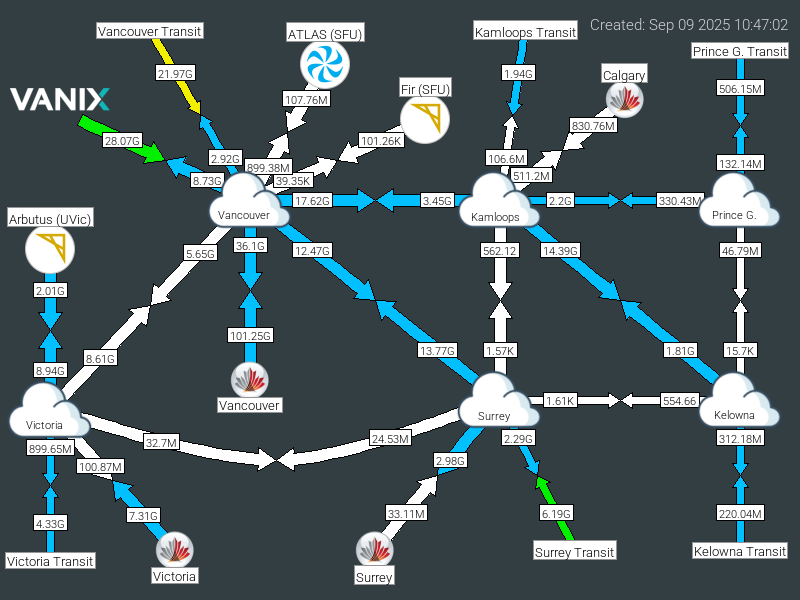 Created: Sep 09 2025 10:47:02
Vancouver Transit
ATLAS (SFU)
Kamloops Transit
Prince G. Transit
21.97G
1.94G
Calgary
506.15M
VANIX
107.76M
Fir (SFU)
830.76M
28.07G
101.26K
2.92G
106.6M
132.14M
899.38M
511.2M
8.73G
39.35K
17.62G
3.45G
2.2G
330.43M
Vancouver
Kamloops
Prince G.
Arbutus (UVic)
5.65G
36.1G
12.47G
562.12
14.39G
46.79M
2.01G
101.25G
8.61G
13.77G
1.57K
1.81G
15.7K
8.94G
Vancouver
1.61K
554.66
Victoria
Surrey
Kelowna
899.65M
32.7M
24.53M
2.29G
312.18M
100.87M
2.98G
4.33G
7.31G
33.11M
6.19G
220.04M
Victoria Transit
Victoria
Surrey
Surrey Transit
Kelowna Transit